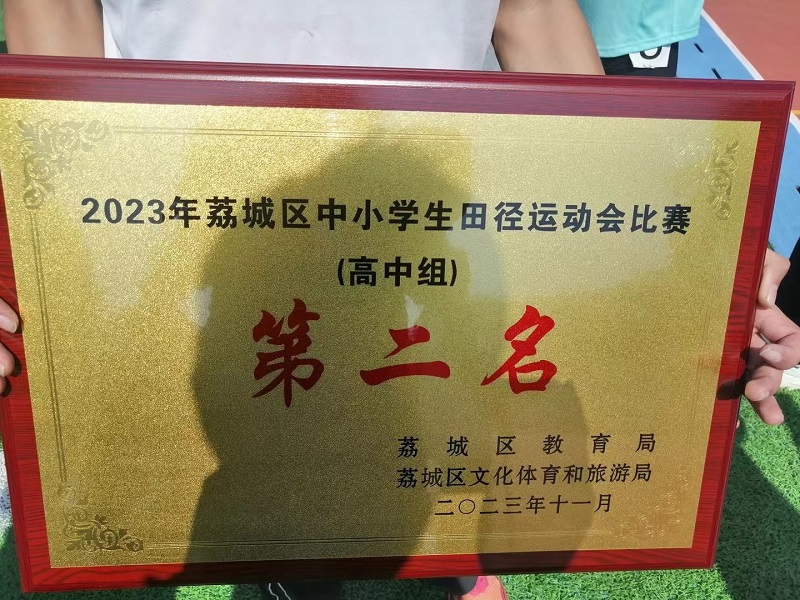 2023年荔城区中小学生田径运动会比赛
(高中组)
第二名
荔城区教育局
荔城区文化体育和旅游局
二〇二三年十一月